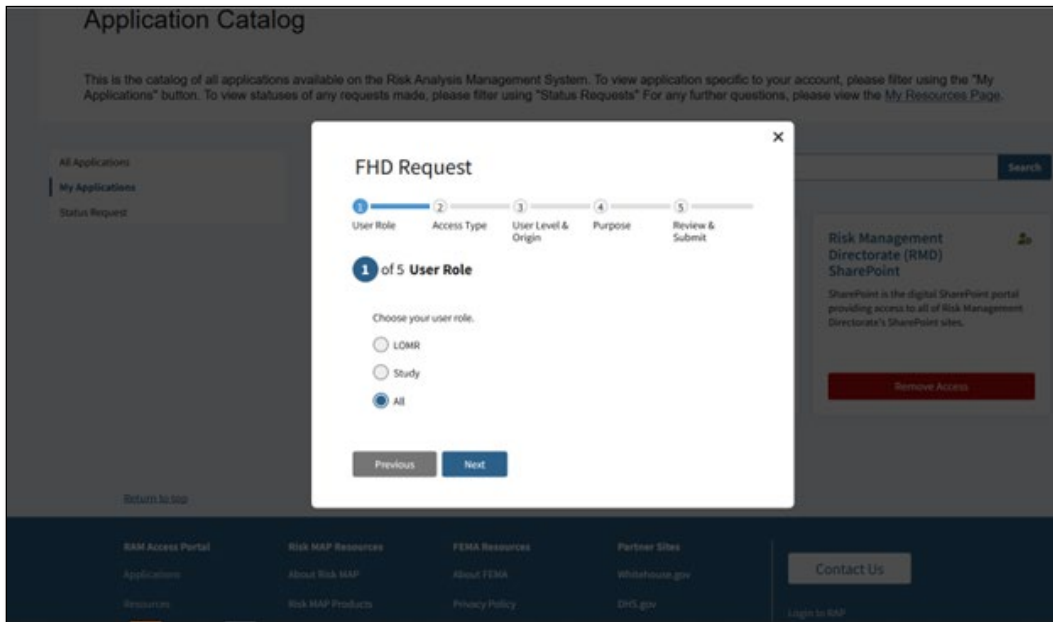 Application Catalog
This is the catalog of all applications available on the Risk Analysis Management System. To view application specific to your account, please filter using the "My
Applications" button. To view statuses of any requests made, please filter using "Status Requests" For any further questions, please view the My Resources Page.
All Applications
My Applications
Status Request
Search
×
FHD Request
1 2 3 4 5
User Role Access Type User Level & Origin Purpose Review & Submit
1 of 5 User Role
Choose your user role.
LOMR
Study
All
Previous Next
Risk Management
Directorate (RMD)
SharePoint
SharePoint is the digital SharePoint portal
providing access to all of Risk Management
Directorate's SharePoint sites.
Remove Access
Return to top
RAM Access Portal Risk MAP Resources FEMA Resources Partner Sites
Applications About Risk MAP About FEMA Whitehouse.gov
Resources Risk MAP Products Privacy Policy DHS.gov
Contact Us
Login to RAP